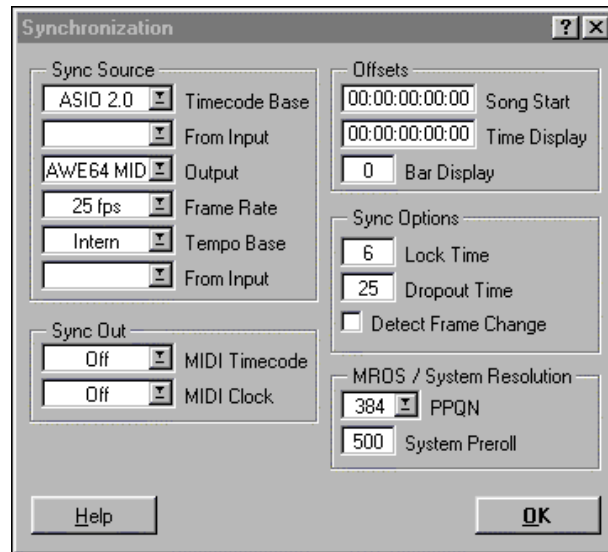 Synchronization
Sync Source
ASIO 2.0 Timecode Base
From Input
AWE64 MID Output
25 fps Frame Rate
Intern Tempo Base
From Input
Sync Out
Off MIDI Timecode
Off MIDI Clock
Offsets
00:00:00:00:00 Song Start
00:00:00:00:00 Time Display
0 Bar Display
Sync Options
6 Lock Time
25 Dropout Time
Detect Frame Change
MROS / System Resolution
384 PPQN
500 System Preroll
Help
OK